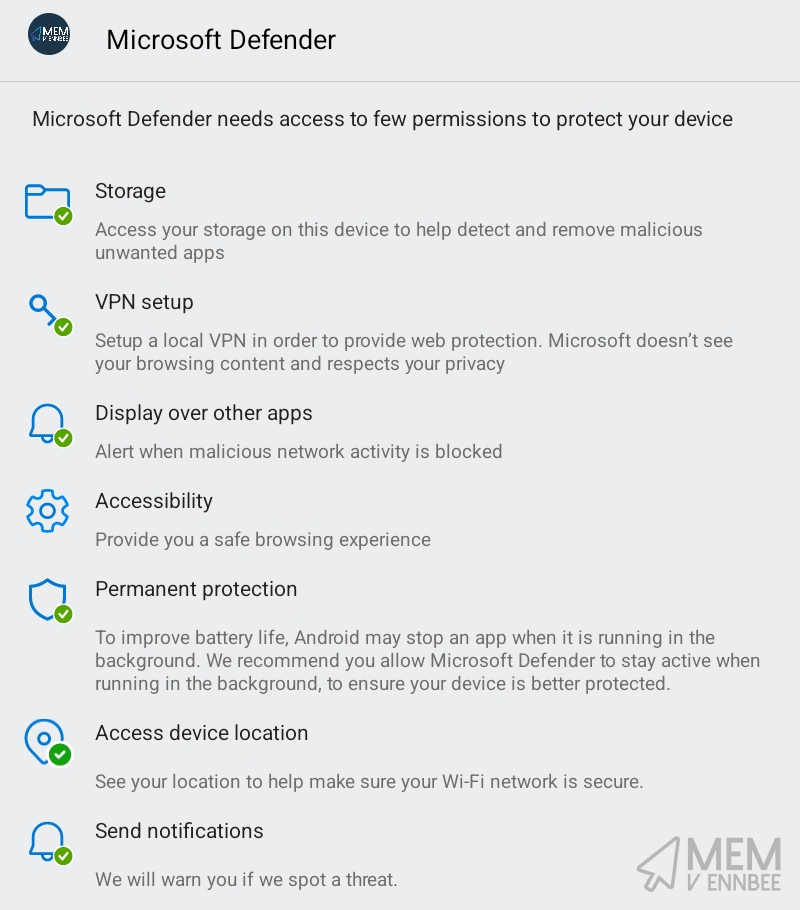 MEM
V ENNBEE
Microsoft Defender
Microsoft Defender needs access to few permissions to protect your device
Storage
Access your storage on this device to help detect and remove malicious
unwanted apps
VPN setup
Setup a local VPN in order to provide web protection. Microsoft doesn’t see
your browsing content and respects your privacy
Display over other apps
Alert when malicious network activity is blocked
Accessibility
Provide you a safe browsing experience
Permanent protection
To improve battery life, Android may stop an app when it is running in the
background. We recommend you allow Microsoft Defender to stay active when
running in the background, to ensure your device is better protected.
Access device location
See your location to help make sure your Wi-Fi network is secure.
Send notifications
We will warn you if we spot a threat.
MEM
V ENNBEE